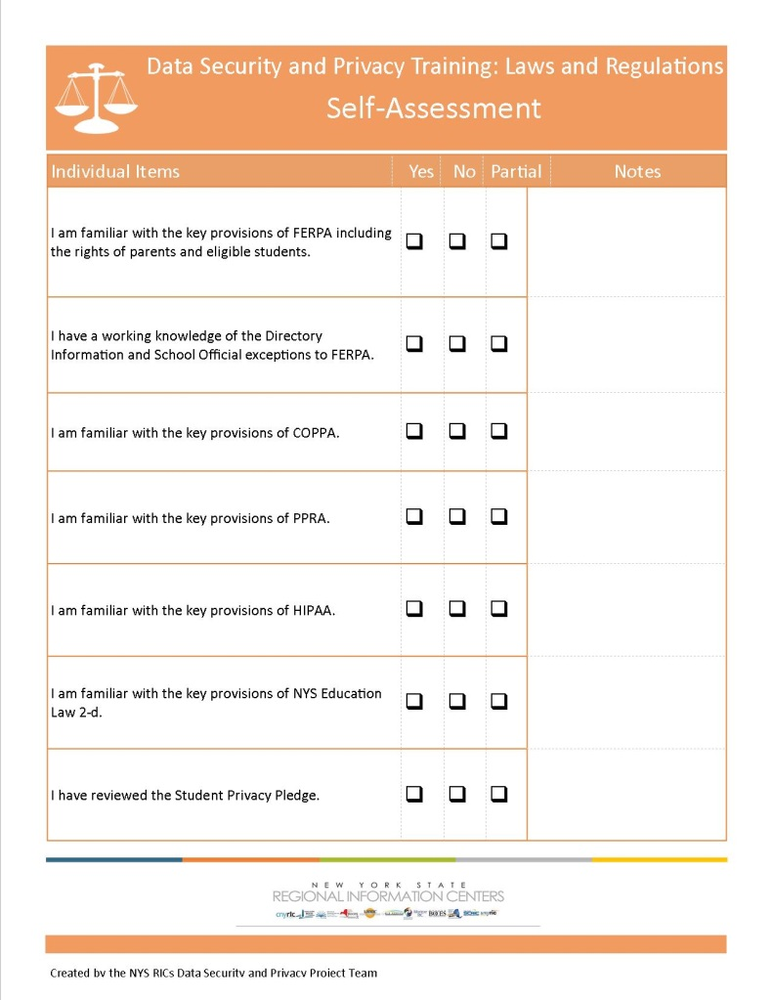 Data Security and Privacy Training: Laws and Regulations
Self-Assessment
Individual Items Yes No Partial Notes
I am familiar with the key provisions of FERPA including
the rights of parents and eligible students.
I have a working knowledge of the Directory
Information and School Official exceptions to FERPA.
I am familiar with the key provisions of COPPA.
I am familiar with the key provisions of PPRA.
I am familiar with the key provisions of HIPAA.
I am familiar with the key provisions of NYS Education
Law 2-d.
I have reviewed the Student Privacy Pledge.
NEW YORK STATE
REGIONAL INFORMATION CENTERS
cnyric BOCES
Created by the NYS RICs Data Security and Privacy Project Team